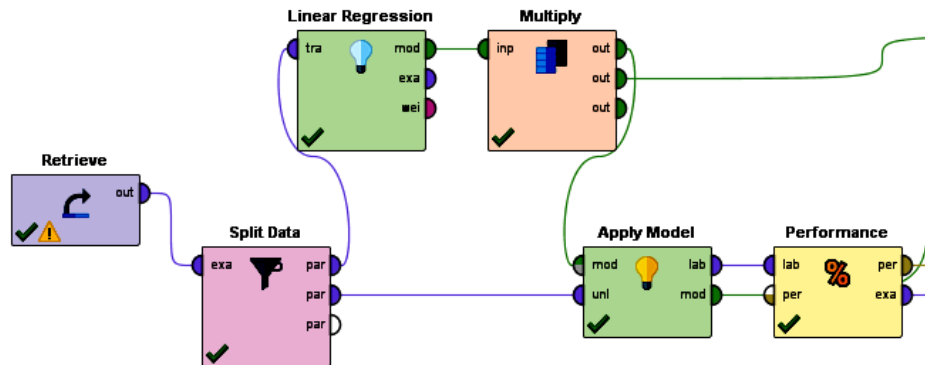 Linear Regression
tra
mod
exa
wei
Multiply
inp
out
out
out
Retrieve
out
Split Data
exa
par
par
par
Apply Model
mod
unl
lab
mod
Performance
lab
per
%
per
exa